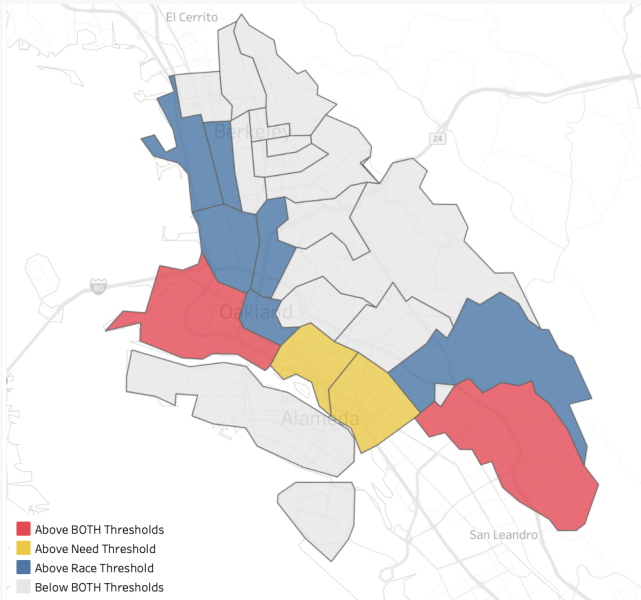 El Cerrito
Berkeley
24
80
Oakland
Alameda
San Leandro
Above BOTH Thresholds
Above Need Threshold
Above Race Threshold
Below BOTH Thresholds